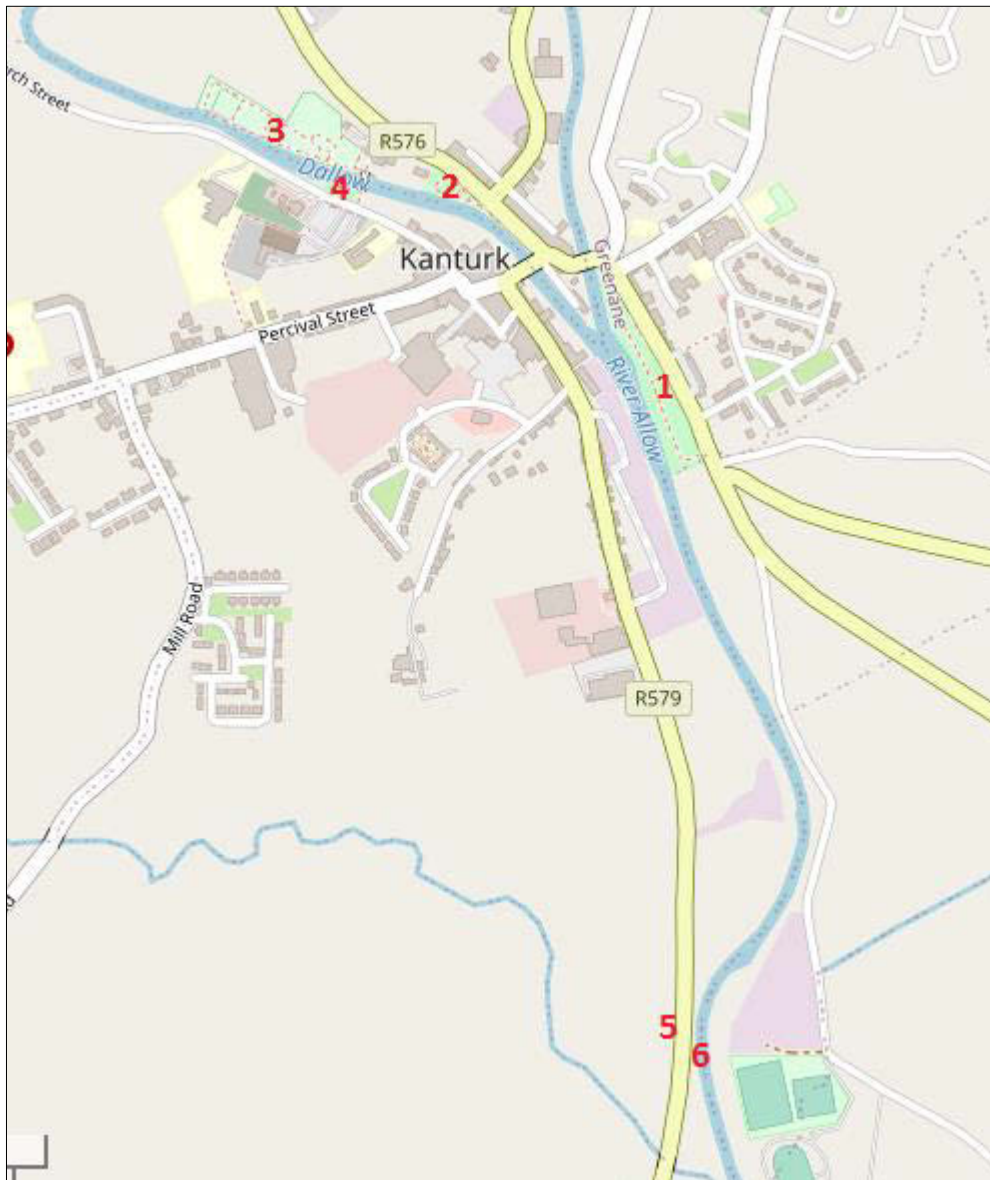 rch Street
R576
3
Dallow
4
2
Kanturk
Greenane
Percival Street
1
River Allow
Mill Road
R579
5
6